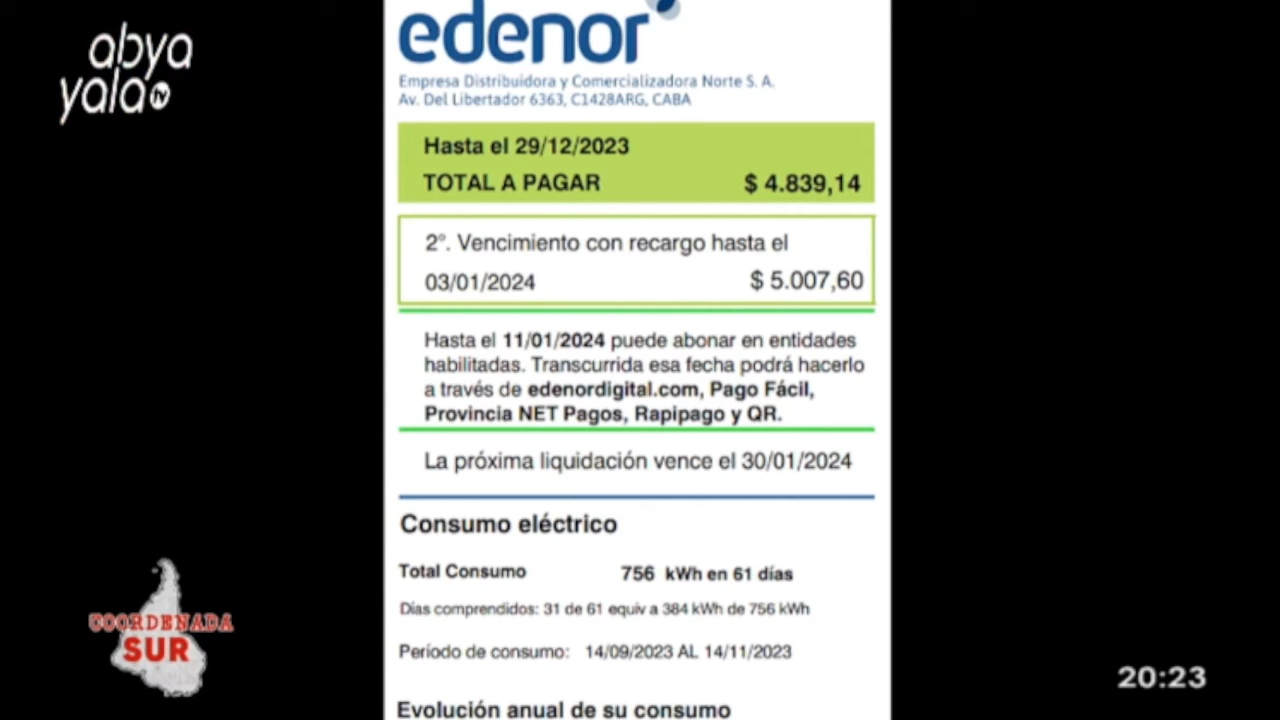 abya
yala tv
edenor
Empresa Distribuidora y Comercializadora Norte S. A.
Av. Del Libertador 6363, C1428ARG, CABA
Hasta el 29/12/2023
TOTAL A PAGAR $ 4.839,14
2°. Vencimiento con recargo hasta el
03/01/2024 $ 5.007,60
Hasta el 11/01/2024 puede abonar en entidades
habilitadas. Transcurrida esa fecha podrá hacerlo
a través de edenordigital.com, Pago Fácil,
Provincia NET Pagos, Rapipago y QR.
La próxima liquidación vence el 30/01/2024
Consumo eléctrico
Total Consumo 756 kWh en 61 días
Días comprendidos: 31 de 61 equiv a 384 kWh de 756 kWh
Período de consumo: 14/09/2023 AL 14/11/2023
Evolución anual de su consumo
COORDENADA
SUR
20:23